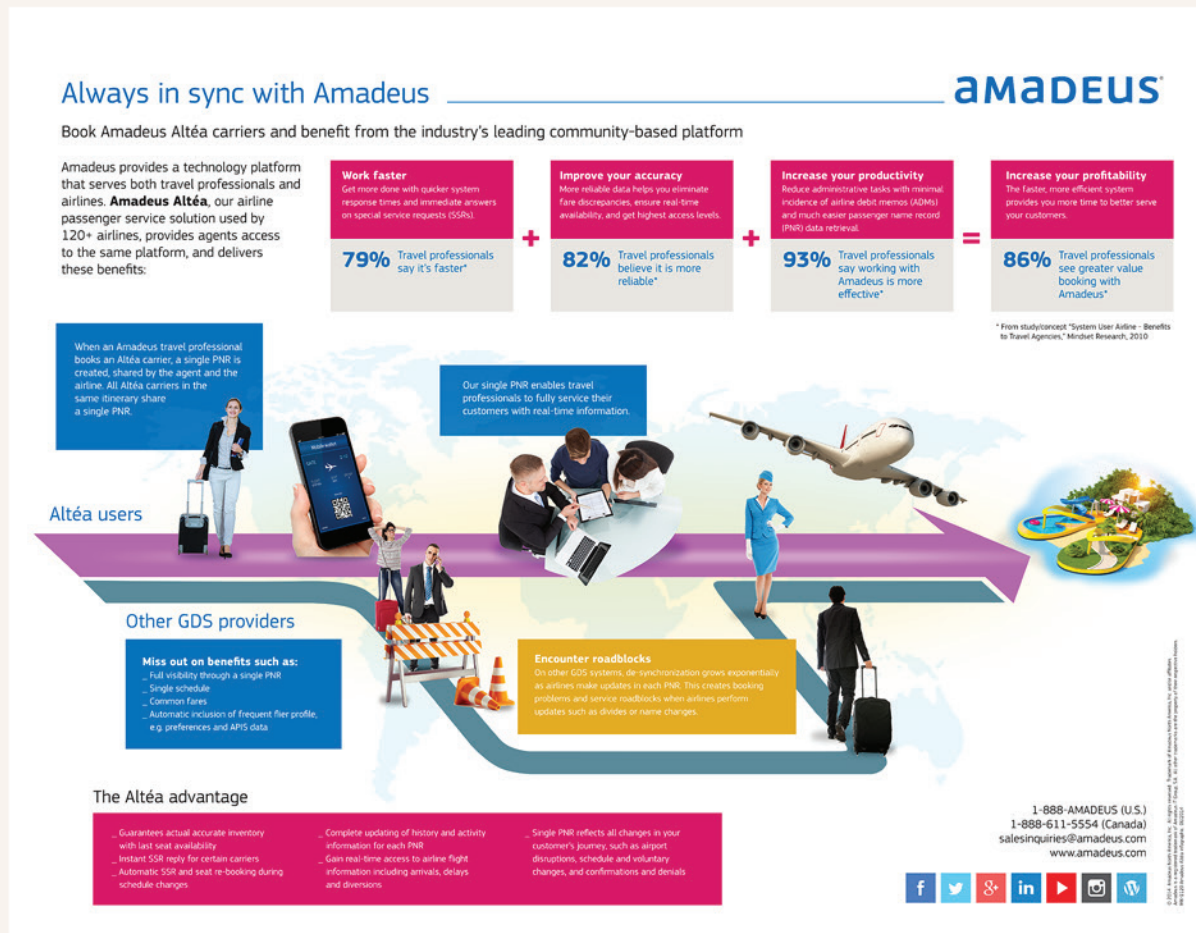 Always in sync with Amadeus
amadeus
Book Amadeus Altéa carriers and benefit from the industry's leading community-based platform
Amadeus provides a technology platform
that serves both travel professionals and
airlines. Amadeus Altéa, our airline
passenger service solution used by
120+ airlines, provides agents access
to the same platform, and delivers
these benefits:
Work faster
Get more done with quicker system
response times and immediate answers
on special service requests (SSRs).
79% Travel professionals
say it's faster*
+
Improve your accuracy
More reliable data helps you eliminate
fare discrepancies, ensure real-time
availability, and get highest access levels.
82% Travel professionals
believe it is more
reliable*
+
Increase your productivity
Reduce administrative tasks with minimal
incidence of airline debit memos (ADMs)
and much easier passenger name record
(PNR) data retrieval.
93% Travel professionals
say working with
Amadeus is more
effective*
=
Increase your profitability
The faster, more efficient system
provides you more time to better serve
your customers.
86% Travel professionals
see greater value
booking with
Amadeus*
* From study/concept "System User Airline - Benefits
to Travel Agencies," Mindset Research, 2010
When an Amadeus travel professional
books an Altéa carrier, a single PNR is
created, shared by the agent and the
airline. All Altéa carriers in the
same itinerary share
a single PNR.
Our single PNR enables travel
professionals to fully service their
customers with real-time information.
Mobile wallet
Altéa users
Other GDS providers
Miss out on benefits such as:
_ Full visibility through a single PNR
_ Single schedule
_ Common fares
_ Automatic inclusion of frequent flier profile,
e.g. preferences and APIS data
Encounter roadblocks
On other GDS systems, de-synchronization grows exponentially
as airlines make updates in each PNR. This creates booking
problems and service roadblocks when airlines perform
updates such as divides or name changes.
The Altéa advantage
_ Guarantees actual accurate inventory
with last seat availability
_ Instant SSR reply for certain carriers
_ Automatic SSR and seat re-booking during
schedule changes
_ Complete updating of history and activity
information for each PNR
_ Gain real-time access to airline flight
information including arrivals, delays
and diversions
_ Single PNR reflects all changes in your
customer's journey, such as airport
disruptions, schedule and voluntary
changes, and confirmations and denials
1-888-AMADEUS (U.S.)
1-888-611-5554 (Canada)
salesinquiries@amadeus.com
www.amadeus.com